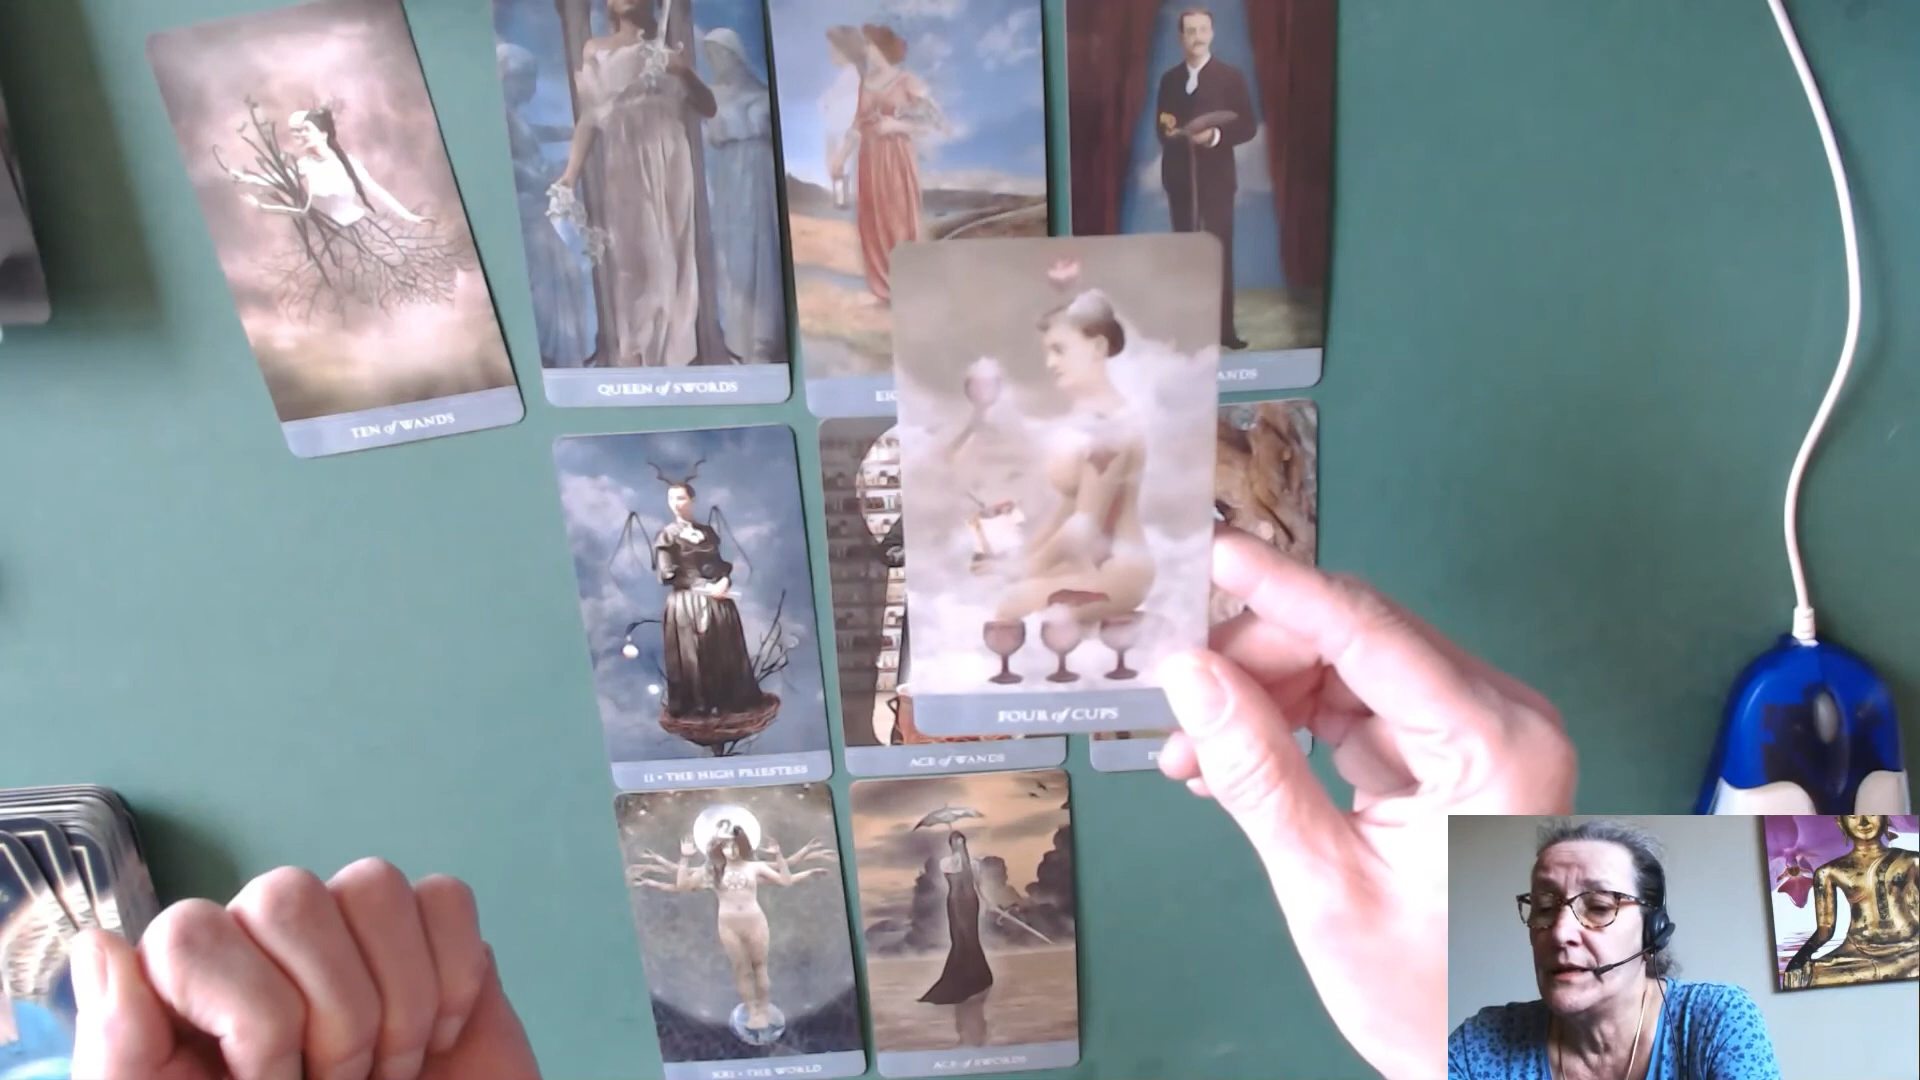 TEN of WANDS
QUEEN of SWORDS
ANDS
FOUR of CUPS
II • THE HIGH PRIESTESS
ACE of WANDS
XXI • THE WORLD
ACE of SWORDS